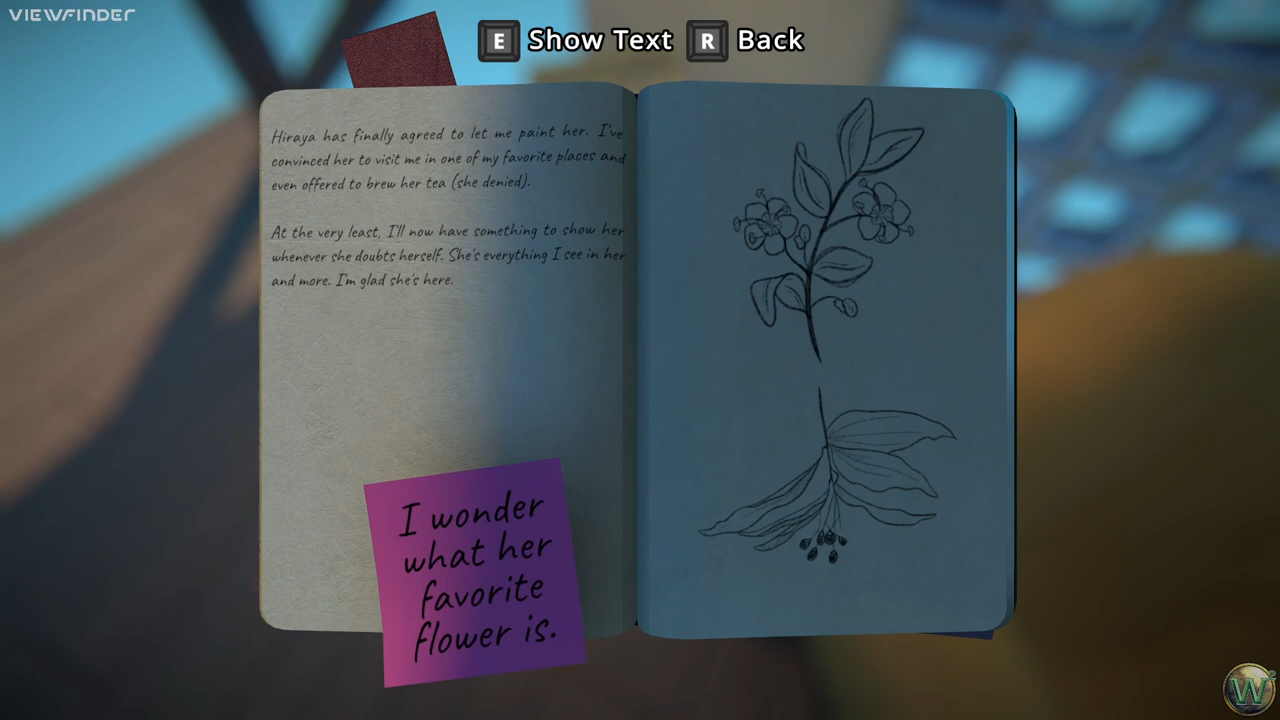 VIEWFINDER
E Show Text R Back
Hiraya has finally agreed to let me paint her. I've
convinced her to visit me in one of my favorite places and
even offered to brew her tea (she denied).
At the very least, I'll now have something to show her
whenever she doubts herself. She's everything I see in her
and more. I'm glad she's here.
I wonder
what her
favorite
flower is.
W